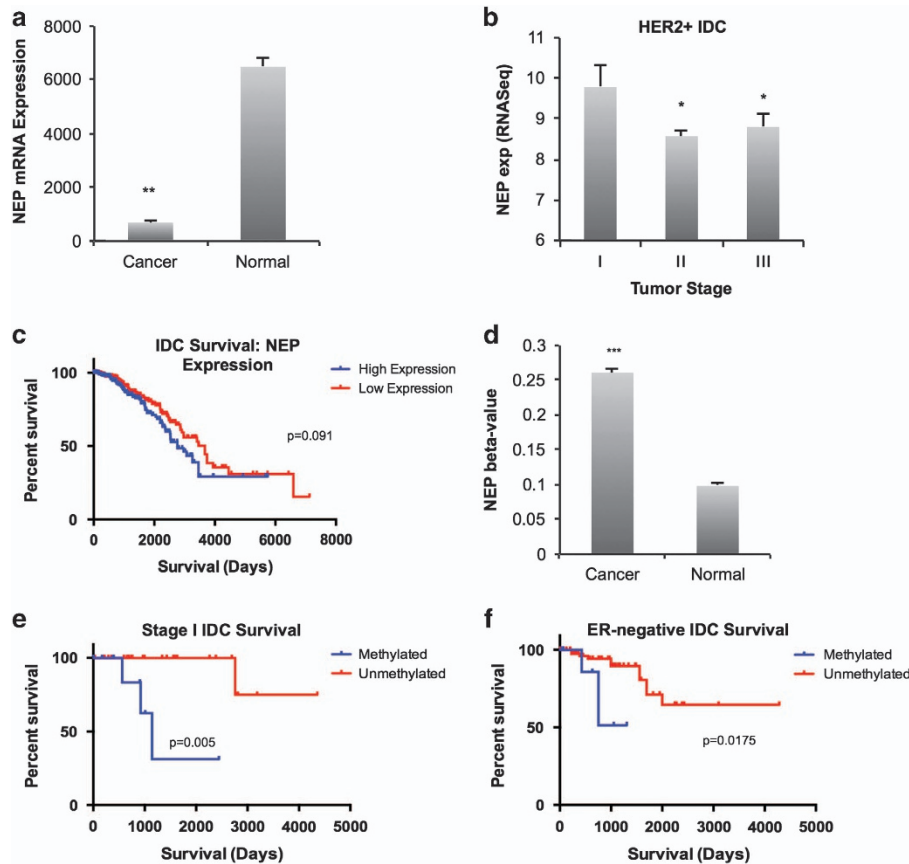 a
NEP mRNA Expression
8000
6000
4000
2000
0
**
Cancer
Normal
b
HER2+ IDC
NEP exp (RNASeq)
11
10
9
8
7
6
*
*
I
II
III
Tumor Stage
c
IDC Survival: NEP
Expression
High Expression
Low Expression
Percent survival
100
50
0
p=0.091
0
2000
4000
6000
8000
Survival (Days)
d
NEP beta-value
0.3
0.25
0.2
0.15
0.1
0.05
0
***
Cancer
Normal
e
Stage I IDC Survival
Methylated
Unmethylated
Percent survival
100
50
0
p=0.005
0
1000
2000
3000
4000
5000
Survival (Days)
f
ER-negative IDC Survival
Methylated
Unmethylated
Percent survival
100
50
0
p=0.0175
0
1000
2000
3000
4000
5000
Survival (Days)